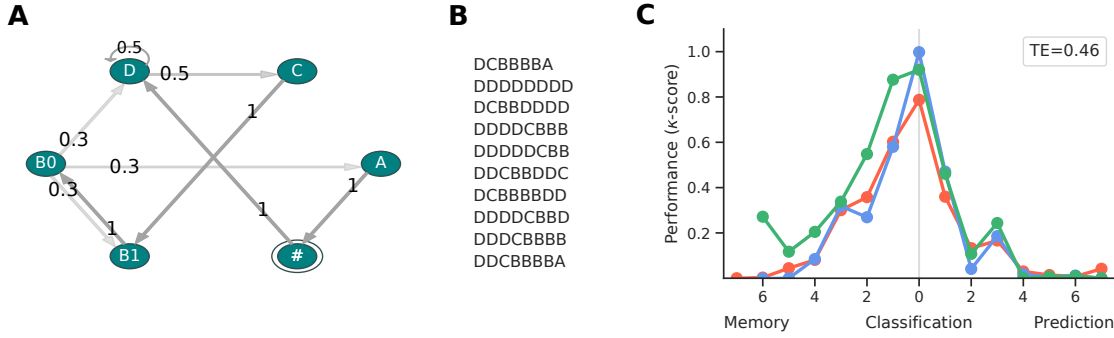 A
0.5
D
0.5
C
1
0.3
B0
0.3
A
0.3
1
1
1
B1
#
B
DCBBBBA
DDDDDDDD
DCBBDDDD
DDDDCBBB
DDDDDCBB
DDCBBDDC
DCBBBBDD
DDDDCBBD
DDDCBBBB
DDCBBBBA
C
TE=0.46
Performance (κ-score)
1.0
0.8
0.6
0.4
0.2
6 4 2 0 2 4 6
Memory Classification Prediction